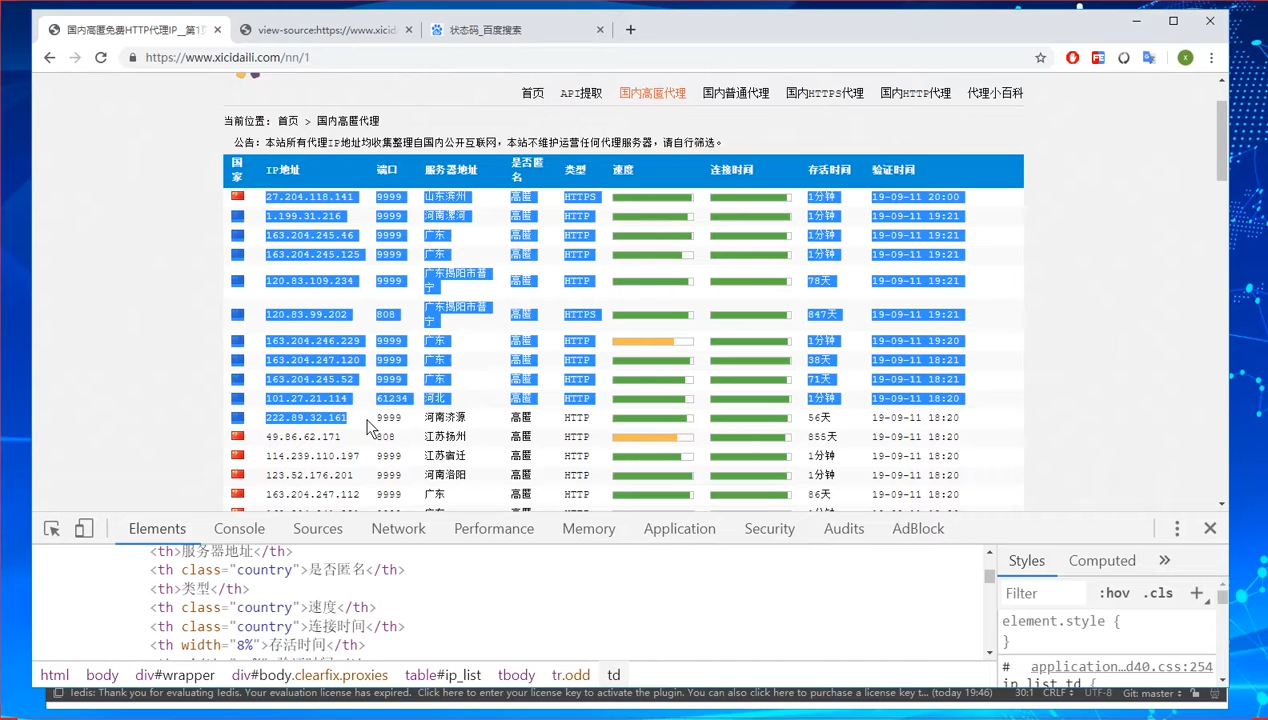 国内高匿免费HTTP代理IP__第1
view-source:https://www.xicid
状态码_百度搜索
https://www.xicidaili.com/nn/1
首页 API提取 国内高匿代理 国内普通代理 国内HTTPS代理 国内HTTP代理 代理小百科
当前位置: 首页 > 国内高匿代理
公告: 本站所有代理IP地址均收集整理自国内公开互联网，本站不维护运营任何代理服务器，请自行筛选。
国家 IP地址 端口 服务器地址 是否匿名 类型 速度 连接时间 存活时间 验证时间
27.204.118.141 9999 山东滨州 高匿 HTTPS 1分钟 19-09-11 20:00
1.199.31.216 9999 河南漯河 高匿 HTTP 1分钟 19-09-11 19:21
163.204.245.46 9999 广东 高匿 HTTP 1分钟 19-09-11 19:21
163.204.245.125 9999 广东 高匿 HTTP 1分钟 19-09-11 19:21
120.83.109.234 9999 广东揭阳市普宁 高匿 HTTP 78天 19-09-11 19:21
120.83.99.202 808 广东揭阳市普宁 高匿 HTTPS 847天 19-09-11 19:21
163.204.246.229 9999 广东 高匿 HTTP 1分钟 19-09-11 19:20
163.204.247.120 9999 广东 高匿 HTTP 38天 19-09-11 18:21
163.204.245.52 9999 广东 高匿 HTTP 71天 19-09-11 18:21
101.27.21.114 61234 河北 高匿 HTTP 1分钟 19-09-11 18:20
222.89.32.161 9999 河南济源 高匿 HTTP 56天 19-09-11 18:20
49.86.62.171 808 江苏扬州 高匿 HTTP 855天 19-09-11 18:20
114.239.110.197 9999 江苏宿迁 高匿 HTTP 1分钟 19-09-11 18:20
123.52.176.201 9999 河南洛阳 高匿 HTTP 1分钟 19-09-11 18:20
163.204.247.112 9999 广东 高匿 HTTP 86天 19-09-11 18:20
Elements Console Sources Network Performance Memory Application Security Audits AdBlock
<th>服务器地址</th>
<th class="country">是否匿名</th>
<th>类型</th>
<th class="country">速度</th>
<th class="country">连接时间</th>
<th width="8%">存活时间</th>
Styles Computed »
Filter :hov .cls +
element.style {
}
# application…d40.css:254
ip_list td {
html body div#wrapper div#body.clearfix.proxies table#ip_list tbody tr.odd td
Iedis: Thank you for evaluating Iedis. Your evaluation license has expired. Click here to enter your license key to activate the plugin. You can also click here to purchase a license key t... (today 19:46) 30:1 CRLF UTF-8 Git: master